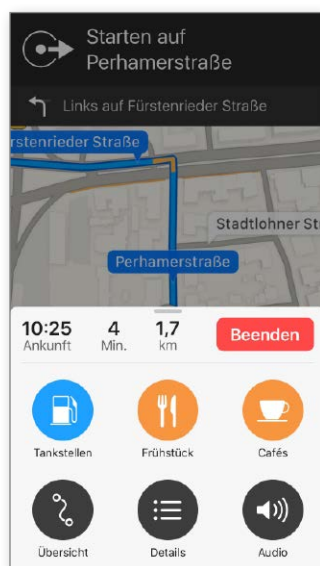 Starten auf
Perhamerstraße
Links auf Fürstenrieder Straße
rstenrieder Straße
Stadtlohner St
Perhamerstraße
10:25 4 1,7 Beenden
Ankunft Min. km
Tankstellen Frühstück Cafés
Übersicht Details Audio